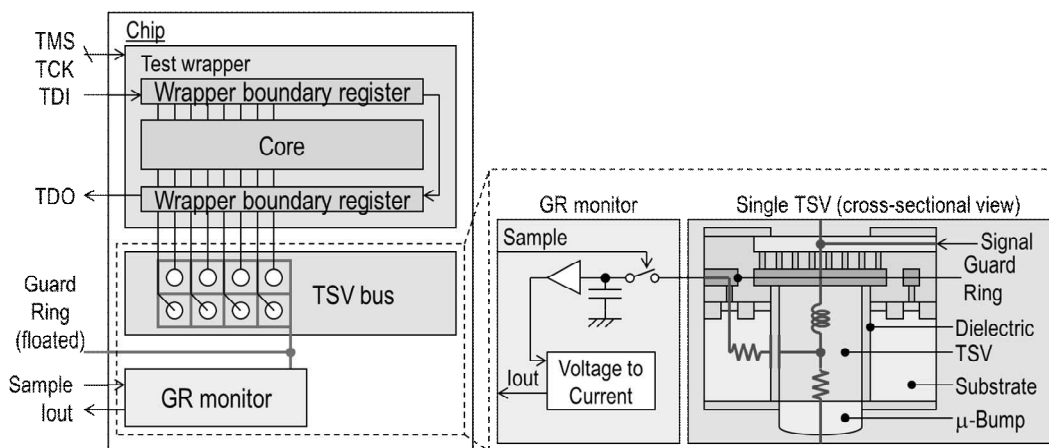 Chip
TMS
TCK
TDI
TDO
Test wrapper
Wrapper boundary register
Core
Wrapper boundary register
Guard
Ring
(floated)
TSV bus
Sample
Iout
GR monitor
GR monitor
Sample
Iout
Voltage to
Current
Single TSV (cross-sectional view)
Signal
Guard
Ring
Dielectric
TSV
Substrate
μ-Bump